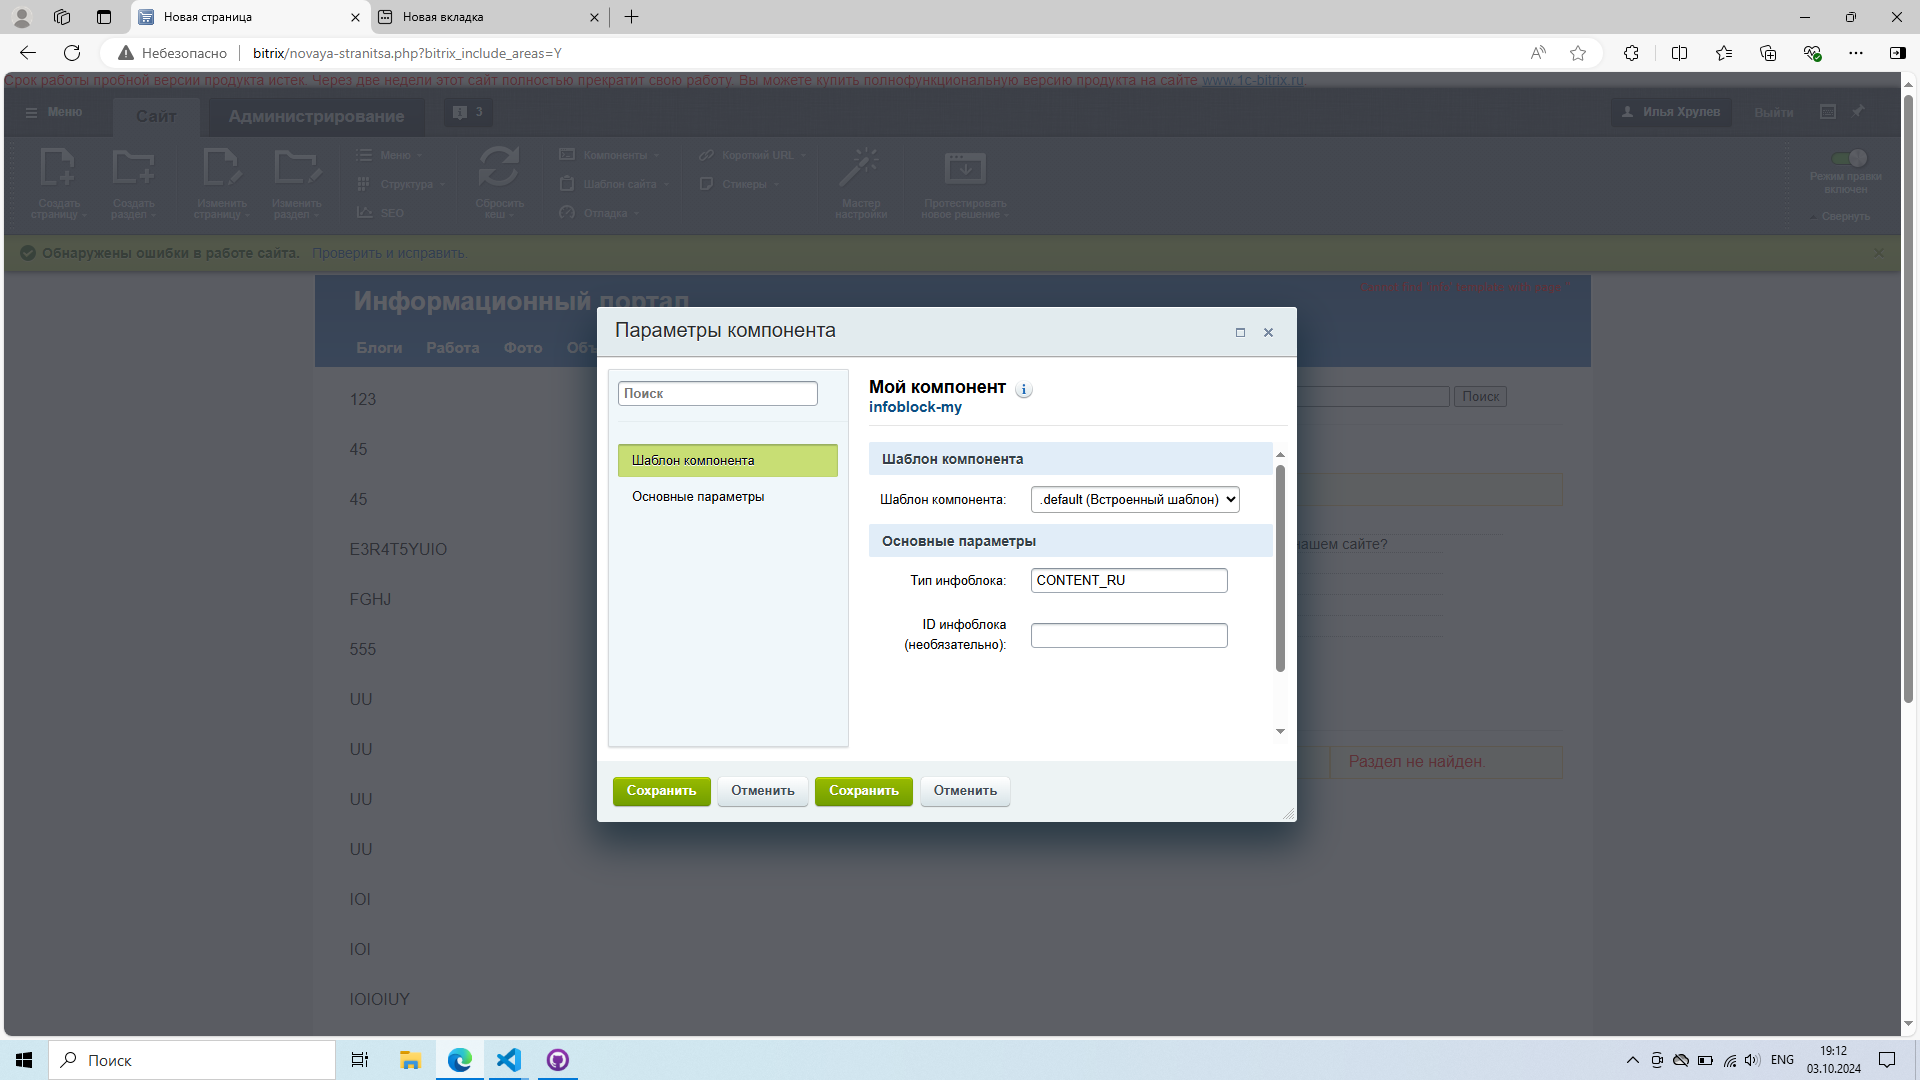 Новая страница
Новая вкладка
Небезопасно
bitrix/novaya-stranitsa.php?bitrix_include_areas=Y
Срок работы пробной версии продукта истек. Через две недели этот сайт полностью прекратит свою работу. Вы можете купить полнофункциональную версию продукта на сайте www.1c-bitrix.ru.
Меню
Сайт
Администрирование
3
Илья Хрулев
Выйти
Создать страницу
Создать раздел
Изменить страницу
Изменить раздел
Меню
Структура
SEO
Сбросить кеш
Компоненты
Шаблон сайта
Отладка
Короткий URL
Стикеры
Мастер настройки
Протестировать новое решение
Режим правки включен
Свернуть
Обнаружены ошибки в работе сайта. Проверить и исправить
Информационный портал
Блоги
Работа
Фото
Объ
Поиск
нашем сайте?
Раздел не найден.
123
45
45
E3R4T5YUIO
FGHJ
555
UU
UU
UU
UU
IOI
IOI
IOIOIUY
Параметры компонента
Поиск
Шаблон компонента
Основные параметры
Мой компонент
infoblock-my
Шаблон компонента
Шаблон компонента:
.default (Встроенный шаблон)
Основные параметры
Тип инфоблока:
CONTENT_RU
ID инфоблока
(необязательно):
Сохранить
Отменить
Сохранить
Отменить
Поиск
ENG
19:12
03.10.2024